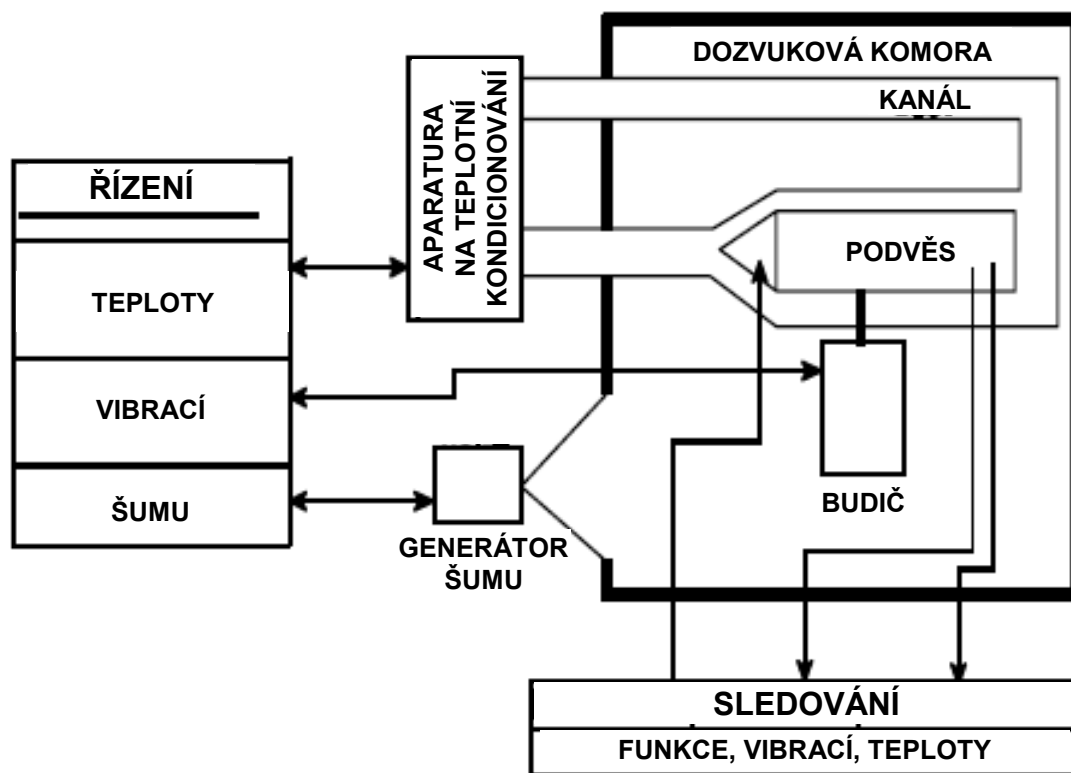 DOZVUKOVÁ KOMORA
KANÁL
APARATURA
NA TEPLOTNÍ
KONDICIONOVÁNÍ
ŘÍZENÍ
TEPLOTY
VIBRACÍ
ŠUMU
PODVĚS
BUDIČ
GENERÁTOR
ŠUMU
SLEDOVÁNÍ
FUNKCE, VIBRACÍ, TEPLOTY